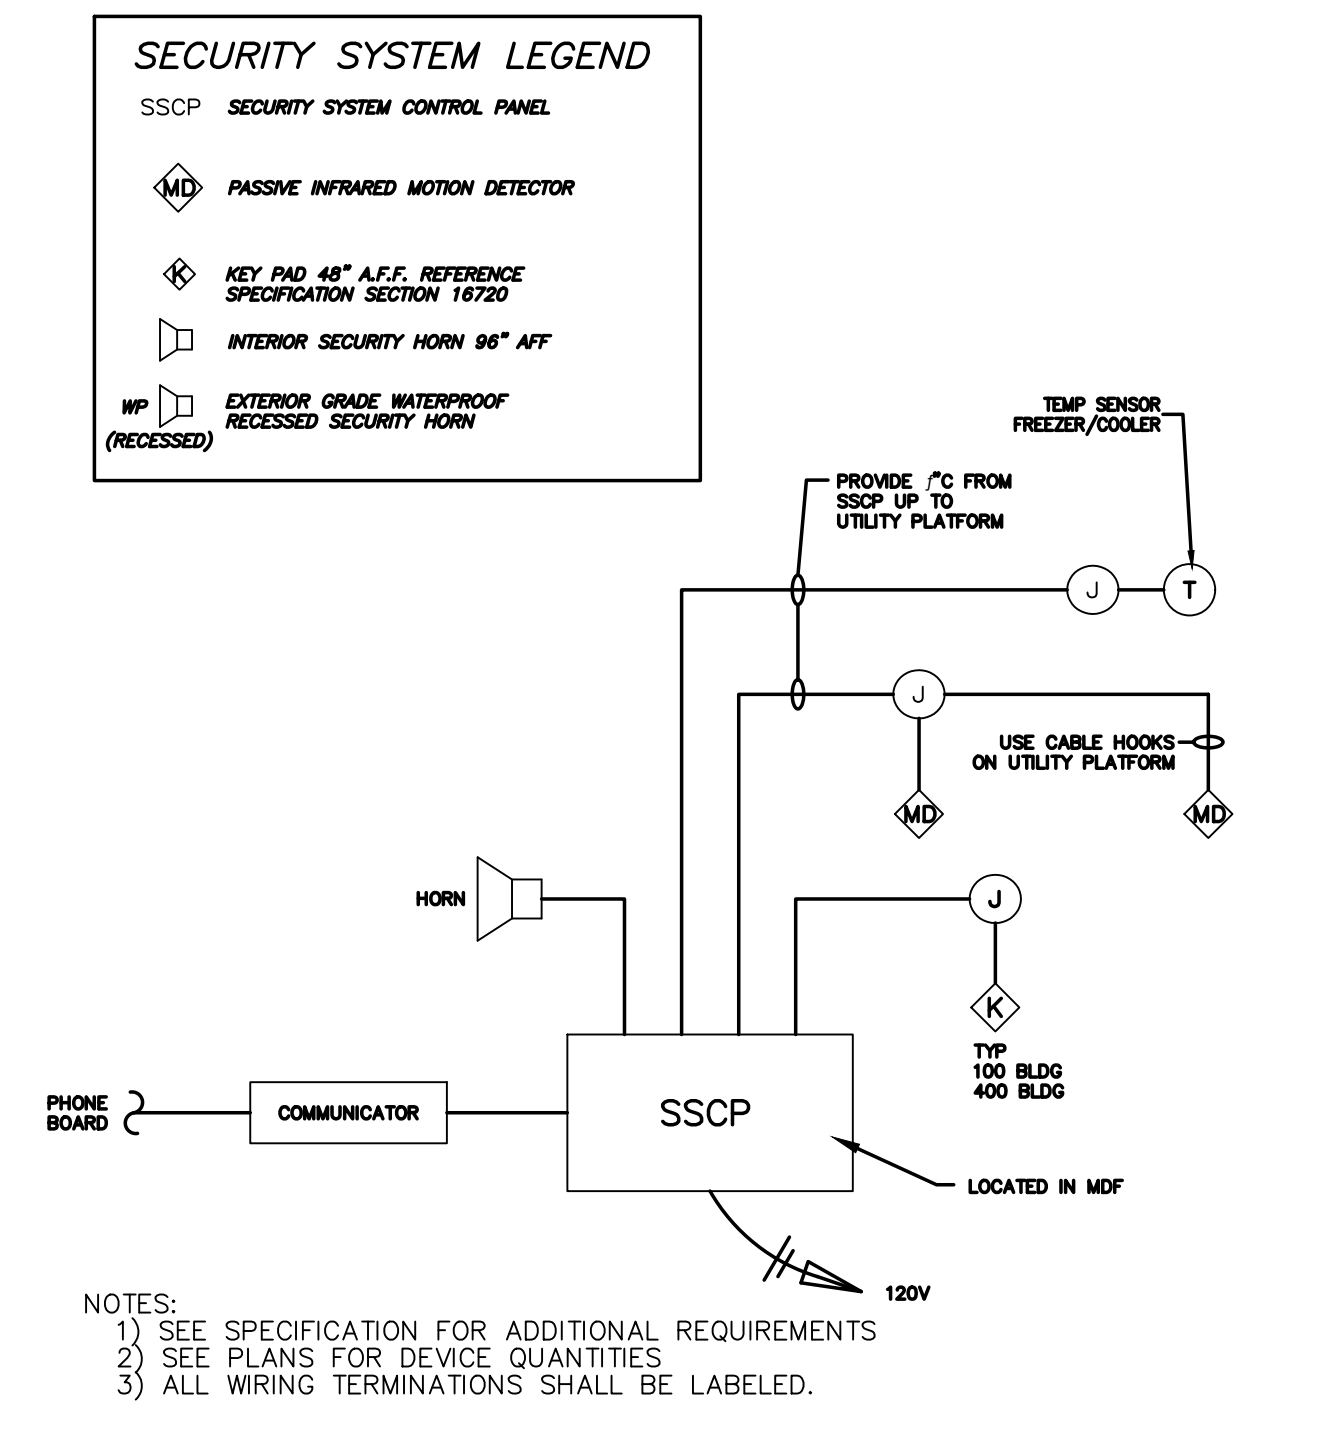 SECURITY SYSTEM LEGEND
SSCP SECURITY SYSTEM CONTROL PANEL
MD PASSIVE INFRARED MOTION DETECTOR
K KEY PAD 48" A.F.F. REFERENCE
SPECIFICATION SECTION 16720
INTERIOR SECURITY HORN 96" AFF
WP EXTERIOR GRADE WATERPROOF
RECESSED SECURITY HORN
(RECESSED)
TEMP SENSOR
FREEZER/COOLER
PROVIDE ƒ"C FROM
SSCP UP TO
UTILITY PLATFORM
J T
J
USE CABLE HOOKS
ON UTILITY PLATFORM
MD MD
HORN
J
K
TYP
100 BLDG
400 BLDG
PHONE
BOARD
COMMUNICATOR
SSCP
LOCATED IN MDF
120V
NOTES:
1) SEE SPECIFICATION FOR ADDITIONAL REQUIREMENTS
2) SEE PLANS FOR DEVICE QUANTITIES
3) ALL WIRING TERMINATIONS SHALL BE LABELED.